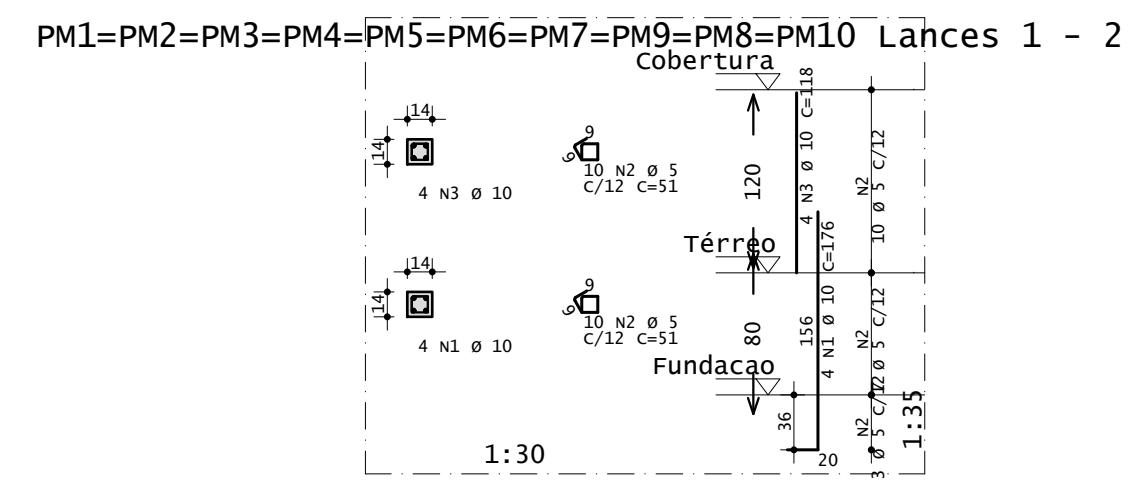 PM1=PM2=PM3=PM4=PM5=PM6=PM7=PM9=PM8=PM10 Lances 1 - 2
Cobertura
14
14
4 N3 Ø 10
9
9
10 N2 Ø 5
C/12 C=51
120
4 N3 Ø 10 C=118
N2
10 Ø 5 C/12
Térreo
14
14
4 N1 Ø 10
9
9
10 N2 Ø 5
C/12 C=51
80
156
4 N1 Ø 10 C=176
N2
Ø 5 C/12
Fundacao
36
20
N2
3 Ø 5 C/12
1:30
1:35